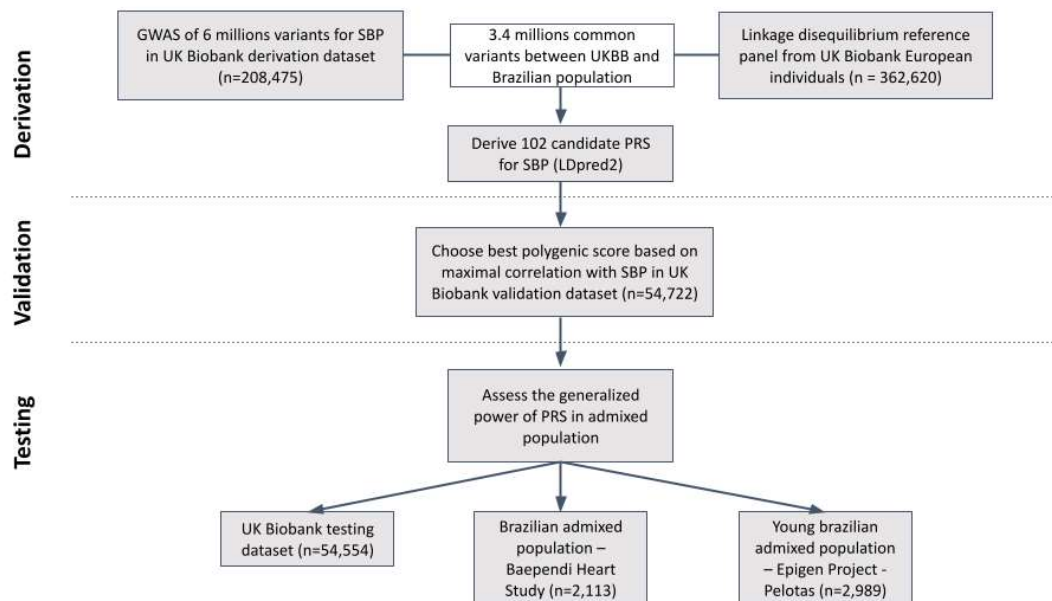 Derivation
GWAS of 6 millions variants for SBP
in UK Biobank derivation dataset
(n=208,475)
3.4 millions common
variants between UKBB and
Brazilian population
Linkage disequilibrium reference
panel from UK Biobank European
individuals (n = 362,620)
Derive 102 candidate PRS
for SBP (LDpred2)
Validation
Choose best polygenic score based on
maximal correlation with SBP in UK
Biobank validation dataset (n=54,722)
Testing
Assess the generalized
power of PRS in admixed
population
UK Biobank testing
dataset (n=54,554)
Brazilian admixed
population –
Baependi Heart
Study (n=2,113)
Young brazilian
admixed population
– Epigen Project -
Pelotas (n=2,989)